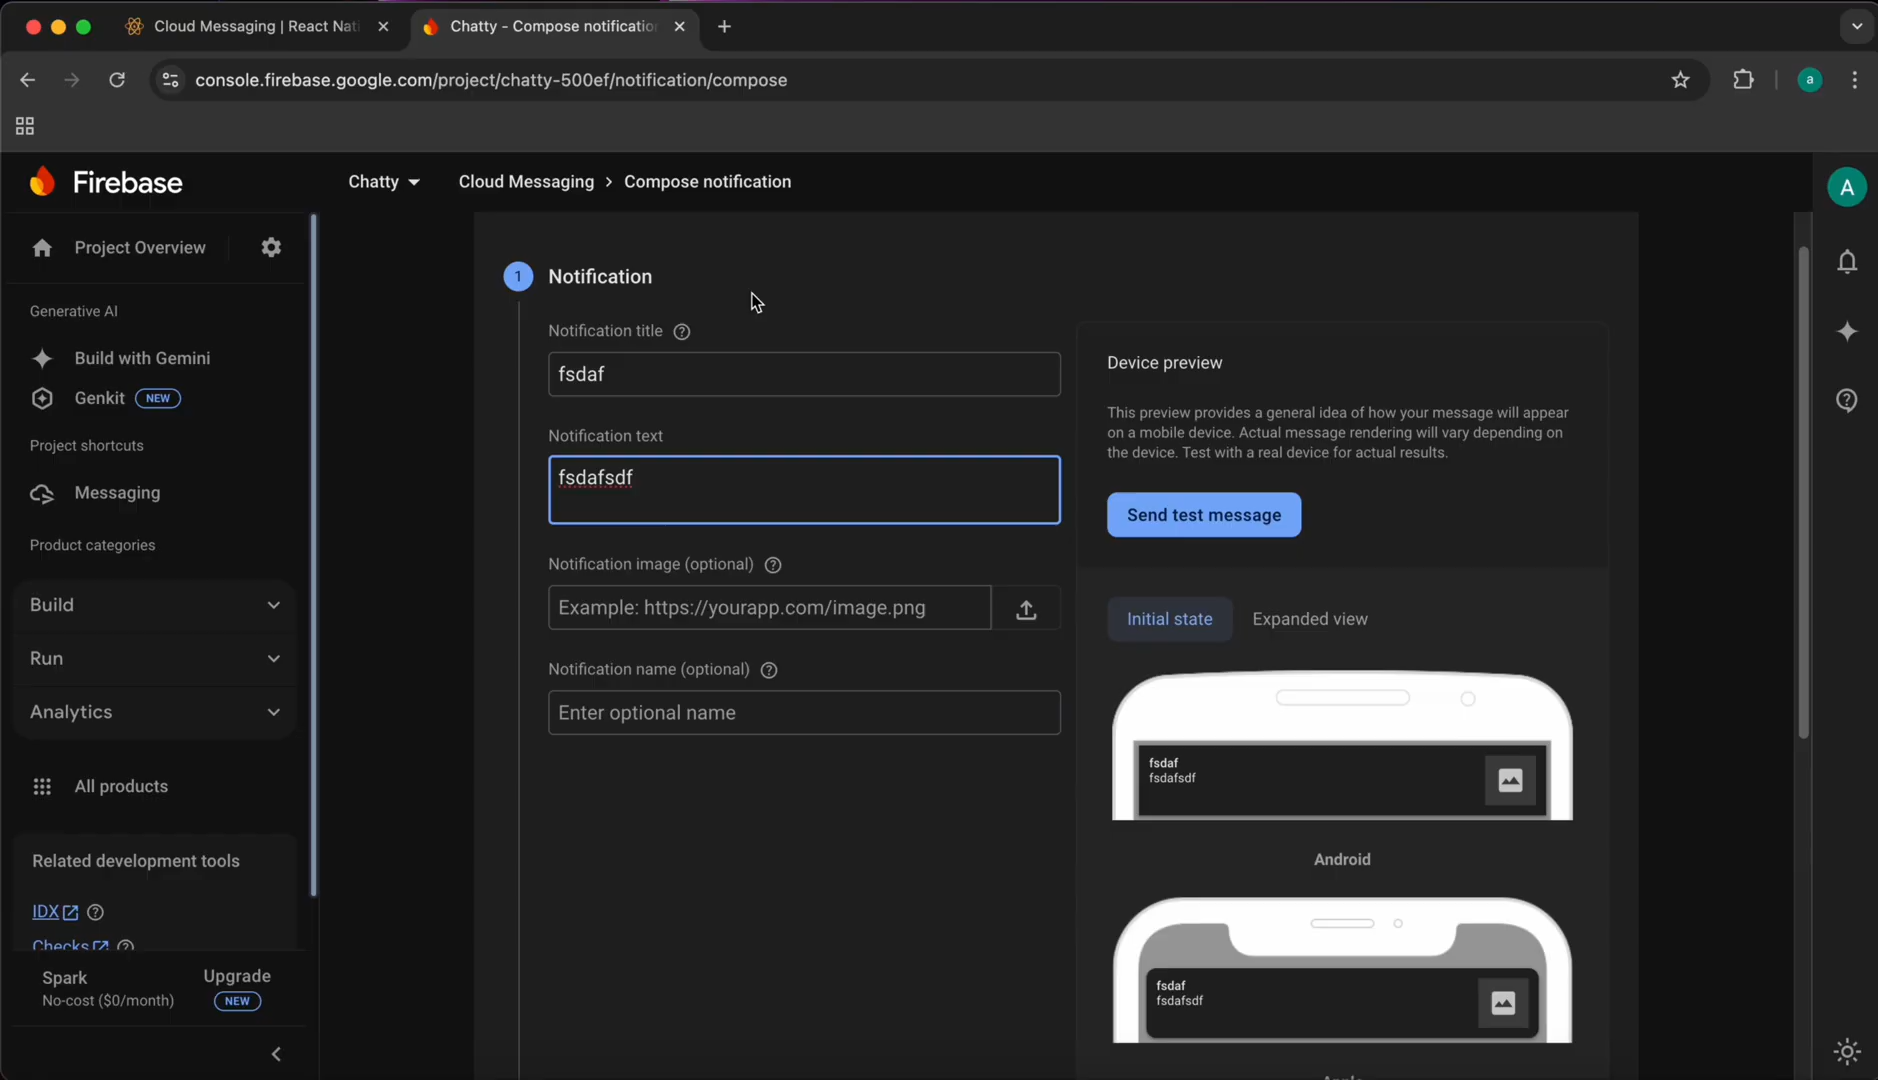 Cloud Messaging | React Nati
Chatty - Compose notification
console.firebase.google.com/project/chatty-500ef/notification/compose
a
Firebase
Chatty
Cloud Messaging > Compose notification
A
Project Overview
Generative AI
Build with Gemini
Genkit NEW
Project shortcuts
Messaging
Product categories
Build
Run
Analytics
All products
Related development tools
IDX
Checks
Spark
No-cost ($0/month)
Upgrade
NEW
1 Notification
Notification title
fsdaf
Notification text
fsdafsdf
Notification image (optional)
Example: https://yourapp.com/image.png
Notification name (optional)
Enter optional name
Device preview
This preview provides a general idea of how your message will appear
on a mobile device. Actual message rendering will vary depending on
the device. Test with a real device for actual results.
Send test message
Initial state
Expanded view
fsdaf
fsdafsdf
Android
fsdaf
fsdafsdf